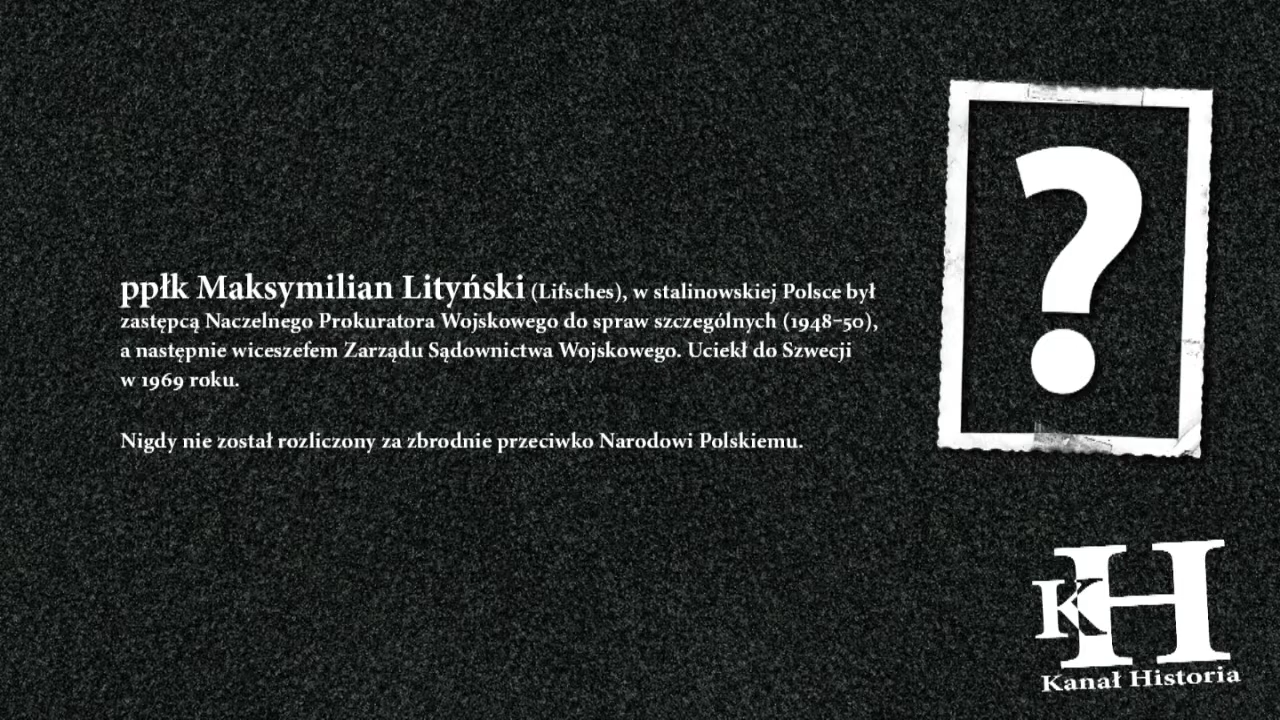 ppłk Maksymilian Lityński (Lifsches), w stalinowskiej Polsce był
zastępcą Naczelnego Prokuratora Wojskowego do spraw szczególnych (1948–50),
a następnie wiceszefem Zarządu Sądownictwa Wojskowego. Uciekł do Szwecji
w 1969 roku.
Nigdy nie został rozliczony za zbrodnie przeciwko Narodowi Polskiemu.
?
KH
Kanał Historia